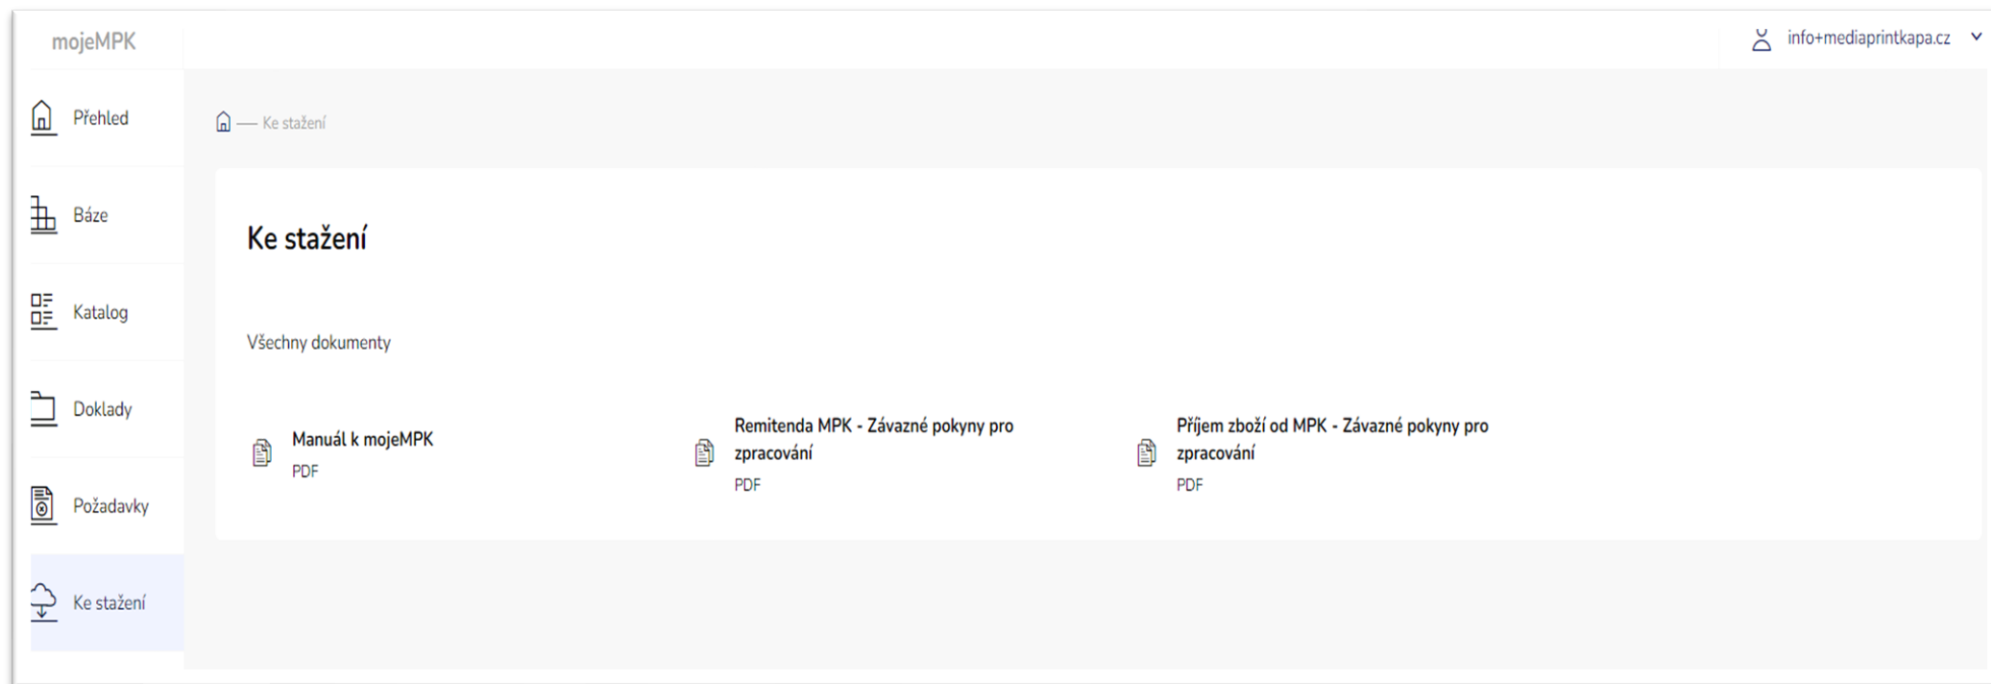 mojeMPK
info+mediaprintkapa.cz
Přehled
Báze
Katalog
Doklady
Požadavky
Ke stažení
Ke stažení
Ke stažení
Všechny dokumenty
Manuál k mojeMPK
PDF
Remitenda MPK - Závazné pokyny pro
zpracování
PDF
Příjem zboží od MPK - Závazné pokyny pro
zpracování
PDF